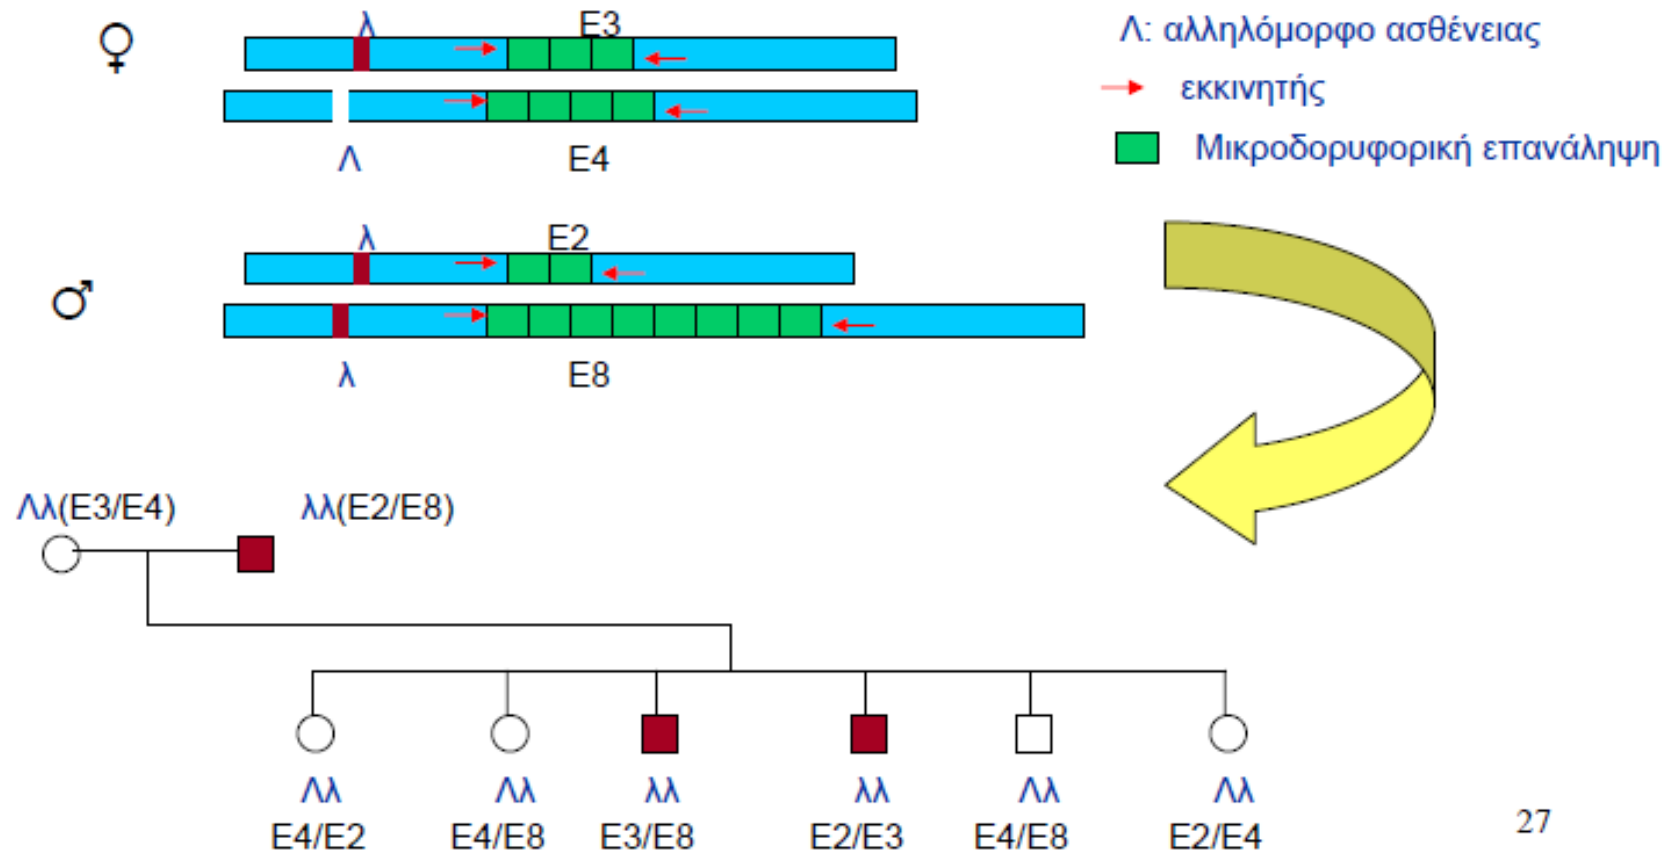 ♀
λ
E3
Λ
E4
Λ: αλληλόμορφο ασθένειας
εκκινητής
Μικροδορυφορική επανάληψη
♂
λ
E2
λ
E8
Λλ(E3/E4)
λλ(E2/E8)
Λλ
Λλ
λλ
λλ
Λλ
Λλ
E4/E2
E4/E8
E3/E8
E2/E3
E4/E8
E2/E4
27